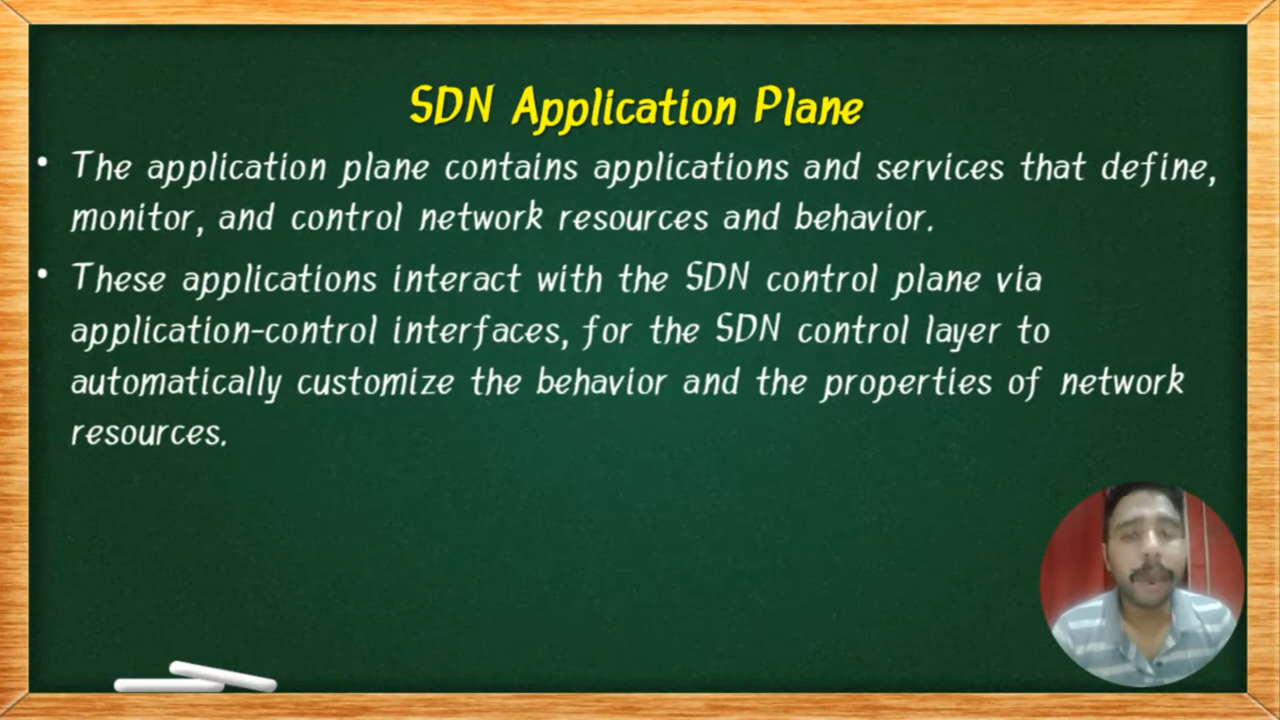 SDN Application Plane
• The application plane contains applications and services that define,
monitor, and control network resources and behavior.
• These applications interact with the SDN control plane via
application-control interfaces, for the SDN control layer to
automatically customize the behavior and the properties of network
resources.